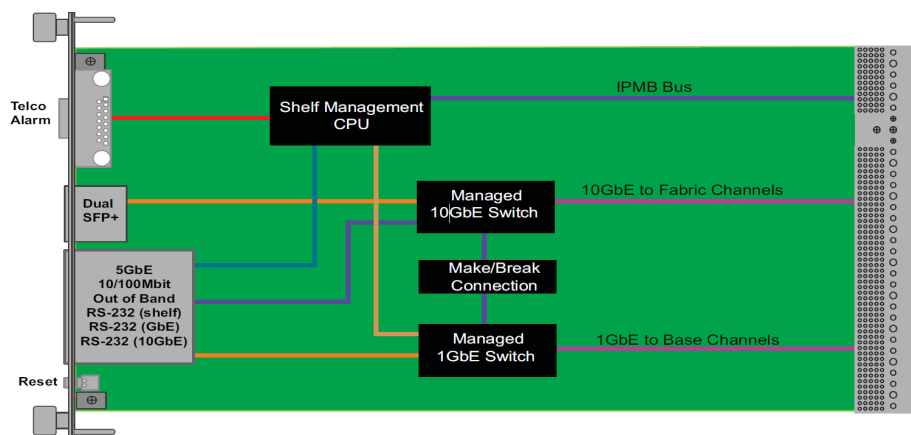 IPMB Bus
Shelf Management
CPU
Telco
Alarm
Managed
10GbE Switch
10GbE to Fabric Channels
Dual
SFP+
5GbE
10/100Mbit
Out of Band
RS-232 (shelf)
RS-232 (GbE)
RS-232 (10GbE)
Make/Break
Connection
Managed
1GbE Switch
1GbE to Base Channels
Reset